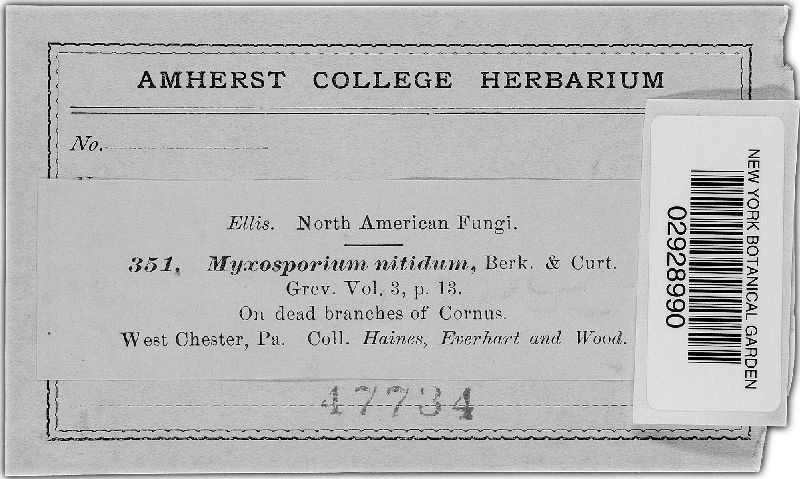 AMHERST COLLEGE HERBARIUM
No.
Ellis. North American Fungi.
351, Myxosporium nitidum, Berk. & Curt.
Grev. Vol. 3, p. 13.
On dead branches of Cornus.
West Chester, Pa. Coll. Haines, Everhart and Wood.
47734
NEW YORK BOTANICAL GARDEN
02928990